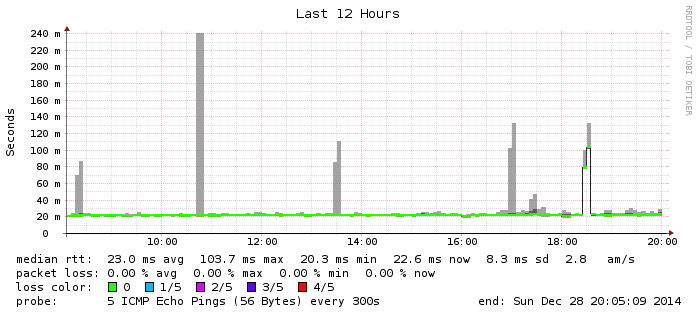 Last 12 Hours
RRDTOOL / TOBI OETIKER
Seconds
240 m
220 m
200 m
180 m
160 m
140 m
120 m
100 m
80 m
60 m
40 m
20 m
0
10:00 12:00 14:00 16:00 18:00 20:00
median rtt: 23.0 ms avg 103.7 ms max 20.3 ms min 22.6 ms now 8.3 ms sd 2.8 am/s
packet loss: 0.00 % avg 0.00 % max 0.00 % min 0.00 % now
loss color: 0 1/5 2/5 3/5 4/5
probe: 5 ICMP Echo Pings (56 Bytes) every 300s end: Sun Dec 28 20:05:09 2014